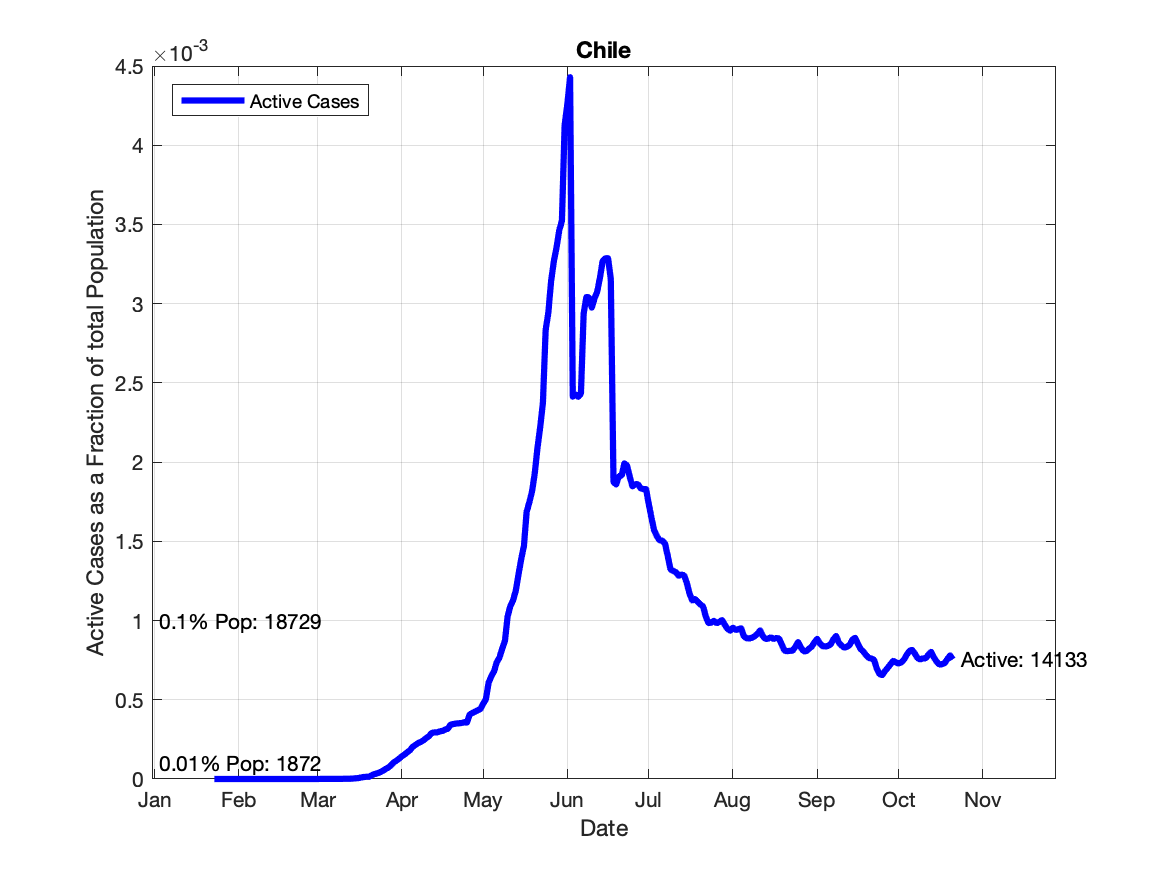 Chile
×10-3
4.5
4
3.5
3
2.5
2
1.5
1
0.5
0
Active Cases as a Fraction of total Population
Active Cases
0.1% Pop: 18729
0.01% Pop: 1872
Active: 14133
Jan Feb Mar Apr May Jun Jul Aug Sep Oct Nov
Date